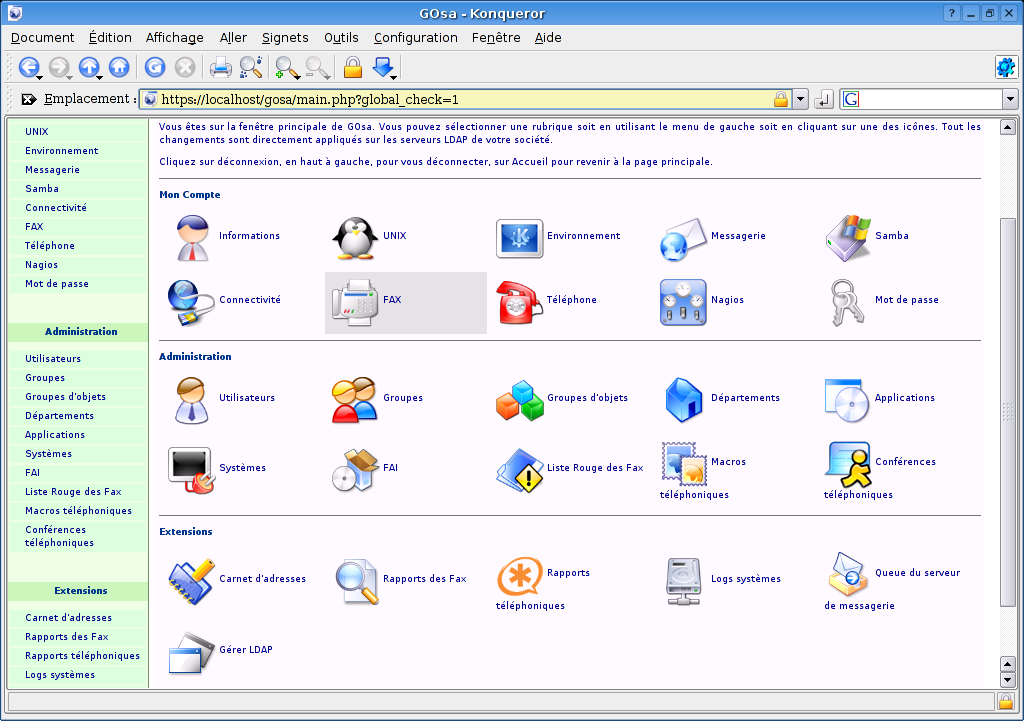 GOsa - Konqueror
Document Édition Affichage Aller Signets Outils Configuration Fenêtre Aide
Emplacement : https://localhost/gosa/main.php?global_check=1
UNIX
Environnement
Messagerie
Samba
Connectivité
FAX
Téléphone
Nagios
Mot de passe
Administration
Utilisateurs
Groupes
Groupes d'objets
Départements
Applications
Systèmes
FAI
Liste Rouge des Fax
Macros téléphoniques
Conférences
téléphoniques
Extensions
Carnet d'adresses
Rapports des Fax
Rapports téléphoniques
Logs systèmes
Vous êtes sur la fenêtre principale de GOsa. Vous pouvez sélectionner une rubrique soit en utilisant le menu de gauche soit en cliquant sur une des icônes. Tout les
changements sont directement appliqués sur les serveurs LDAP de votre société.
Cliquez sur déconnexion, en haut à gauche, pour vous déconnecter, sur Accueil pour revenir à la page principale.
Mon Compte
Informations UNIX Environnement Messagerie Samba
Connectivité FAX Téléphone Nagios Mot de passe
Administration
Utilisateurs Groupes Groupes d'objets Départements Applications
Systèmes FAI Liste Rouge des Fax Macros Conférences
téléphoniques téléphoniques
Extensions
Carnet d'adresses Rapports des Fax Rapports Logs systèmes Queue du serveur
téléphoniques de messagerie
Gérer LDAP